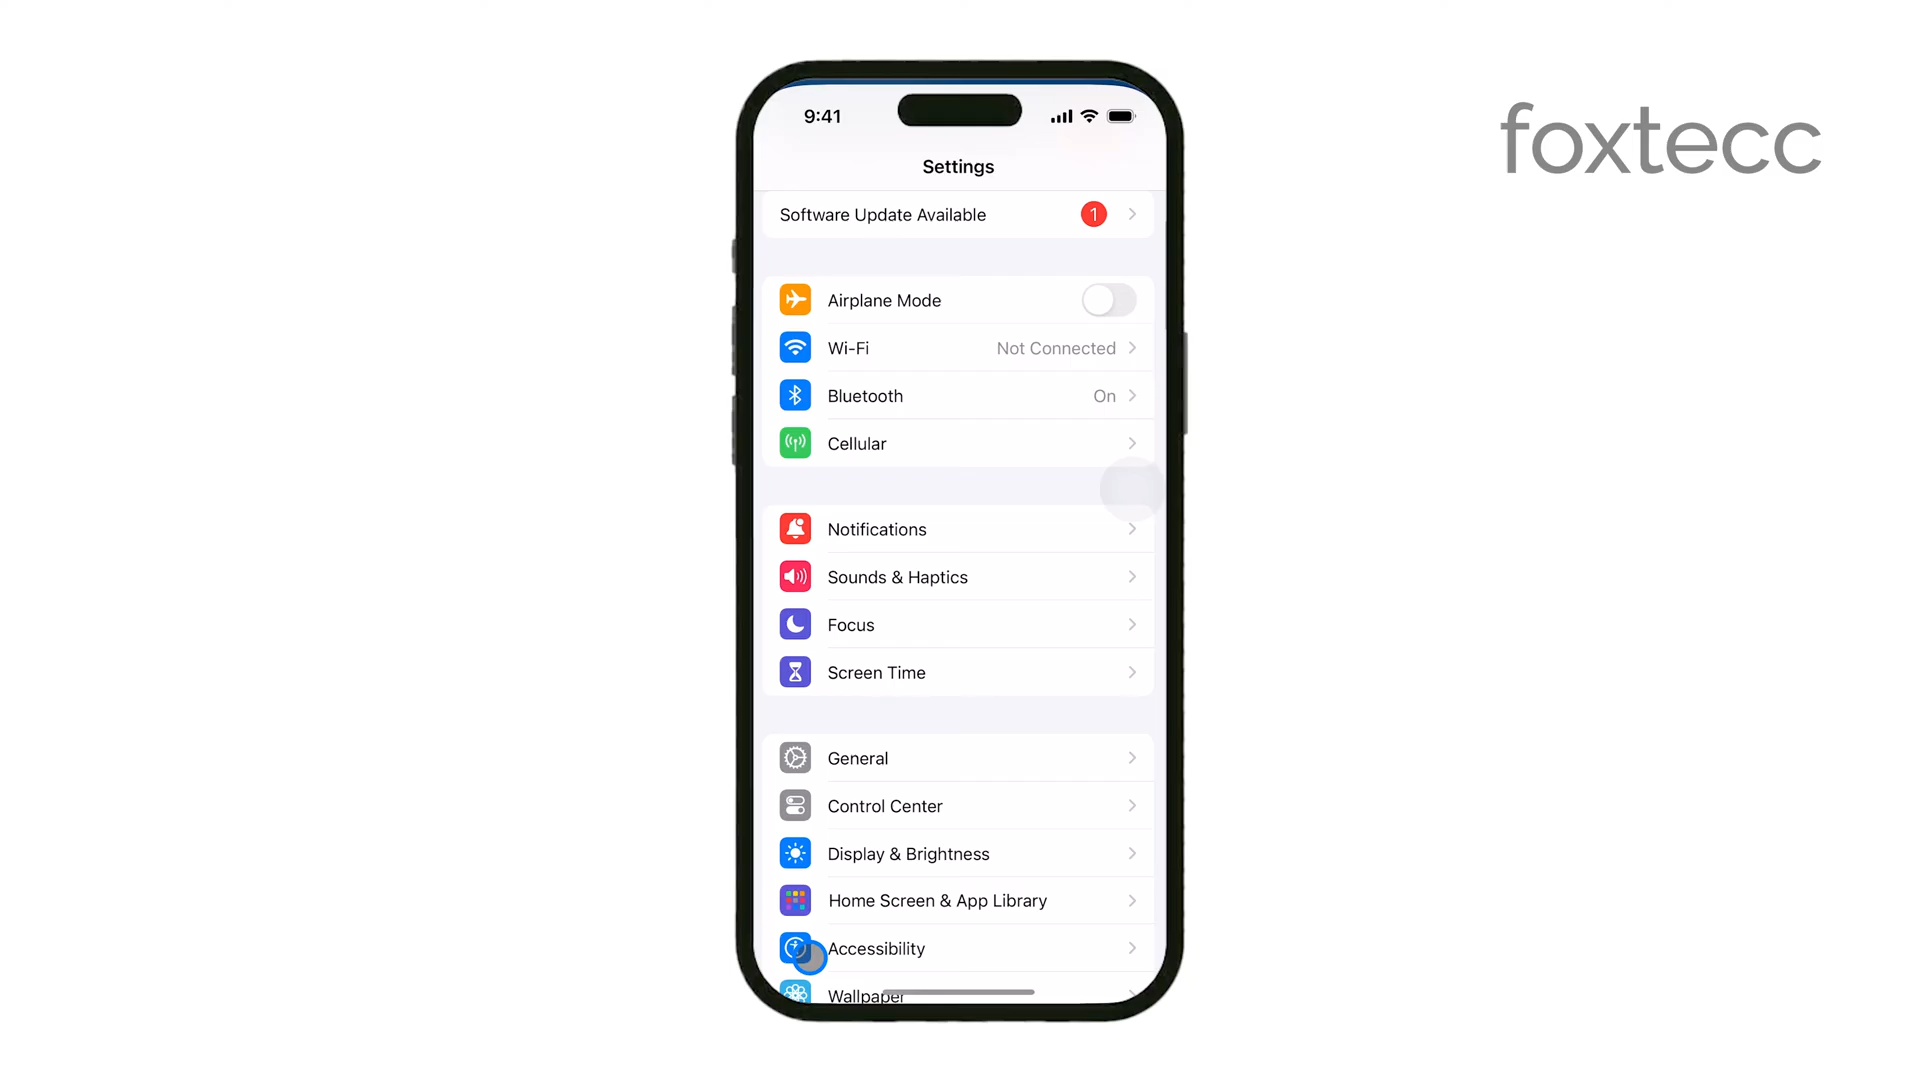 foxtecc
9:41
Settings
Software Update Available 1
Airplane Mode
Wi-Fi Not Connected
Bluetooth On
Cellular
Notifications
Sounds & Haptics
Focus
Screen Time
General
Control Center
Display & Brightness
Home Screen & App Library
Accessibility
Wallpaper